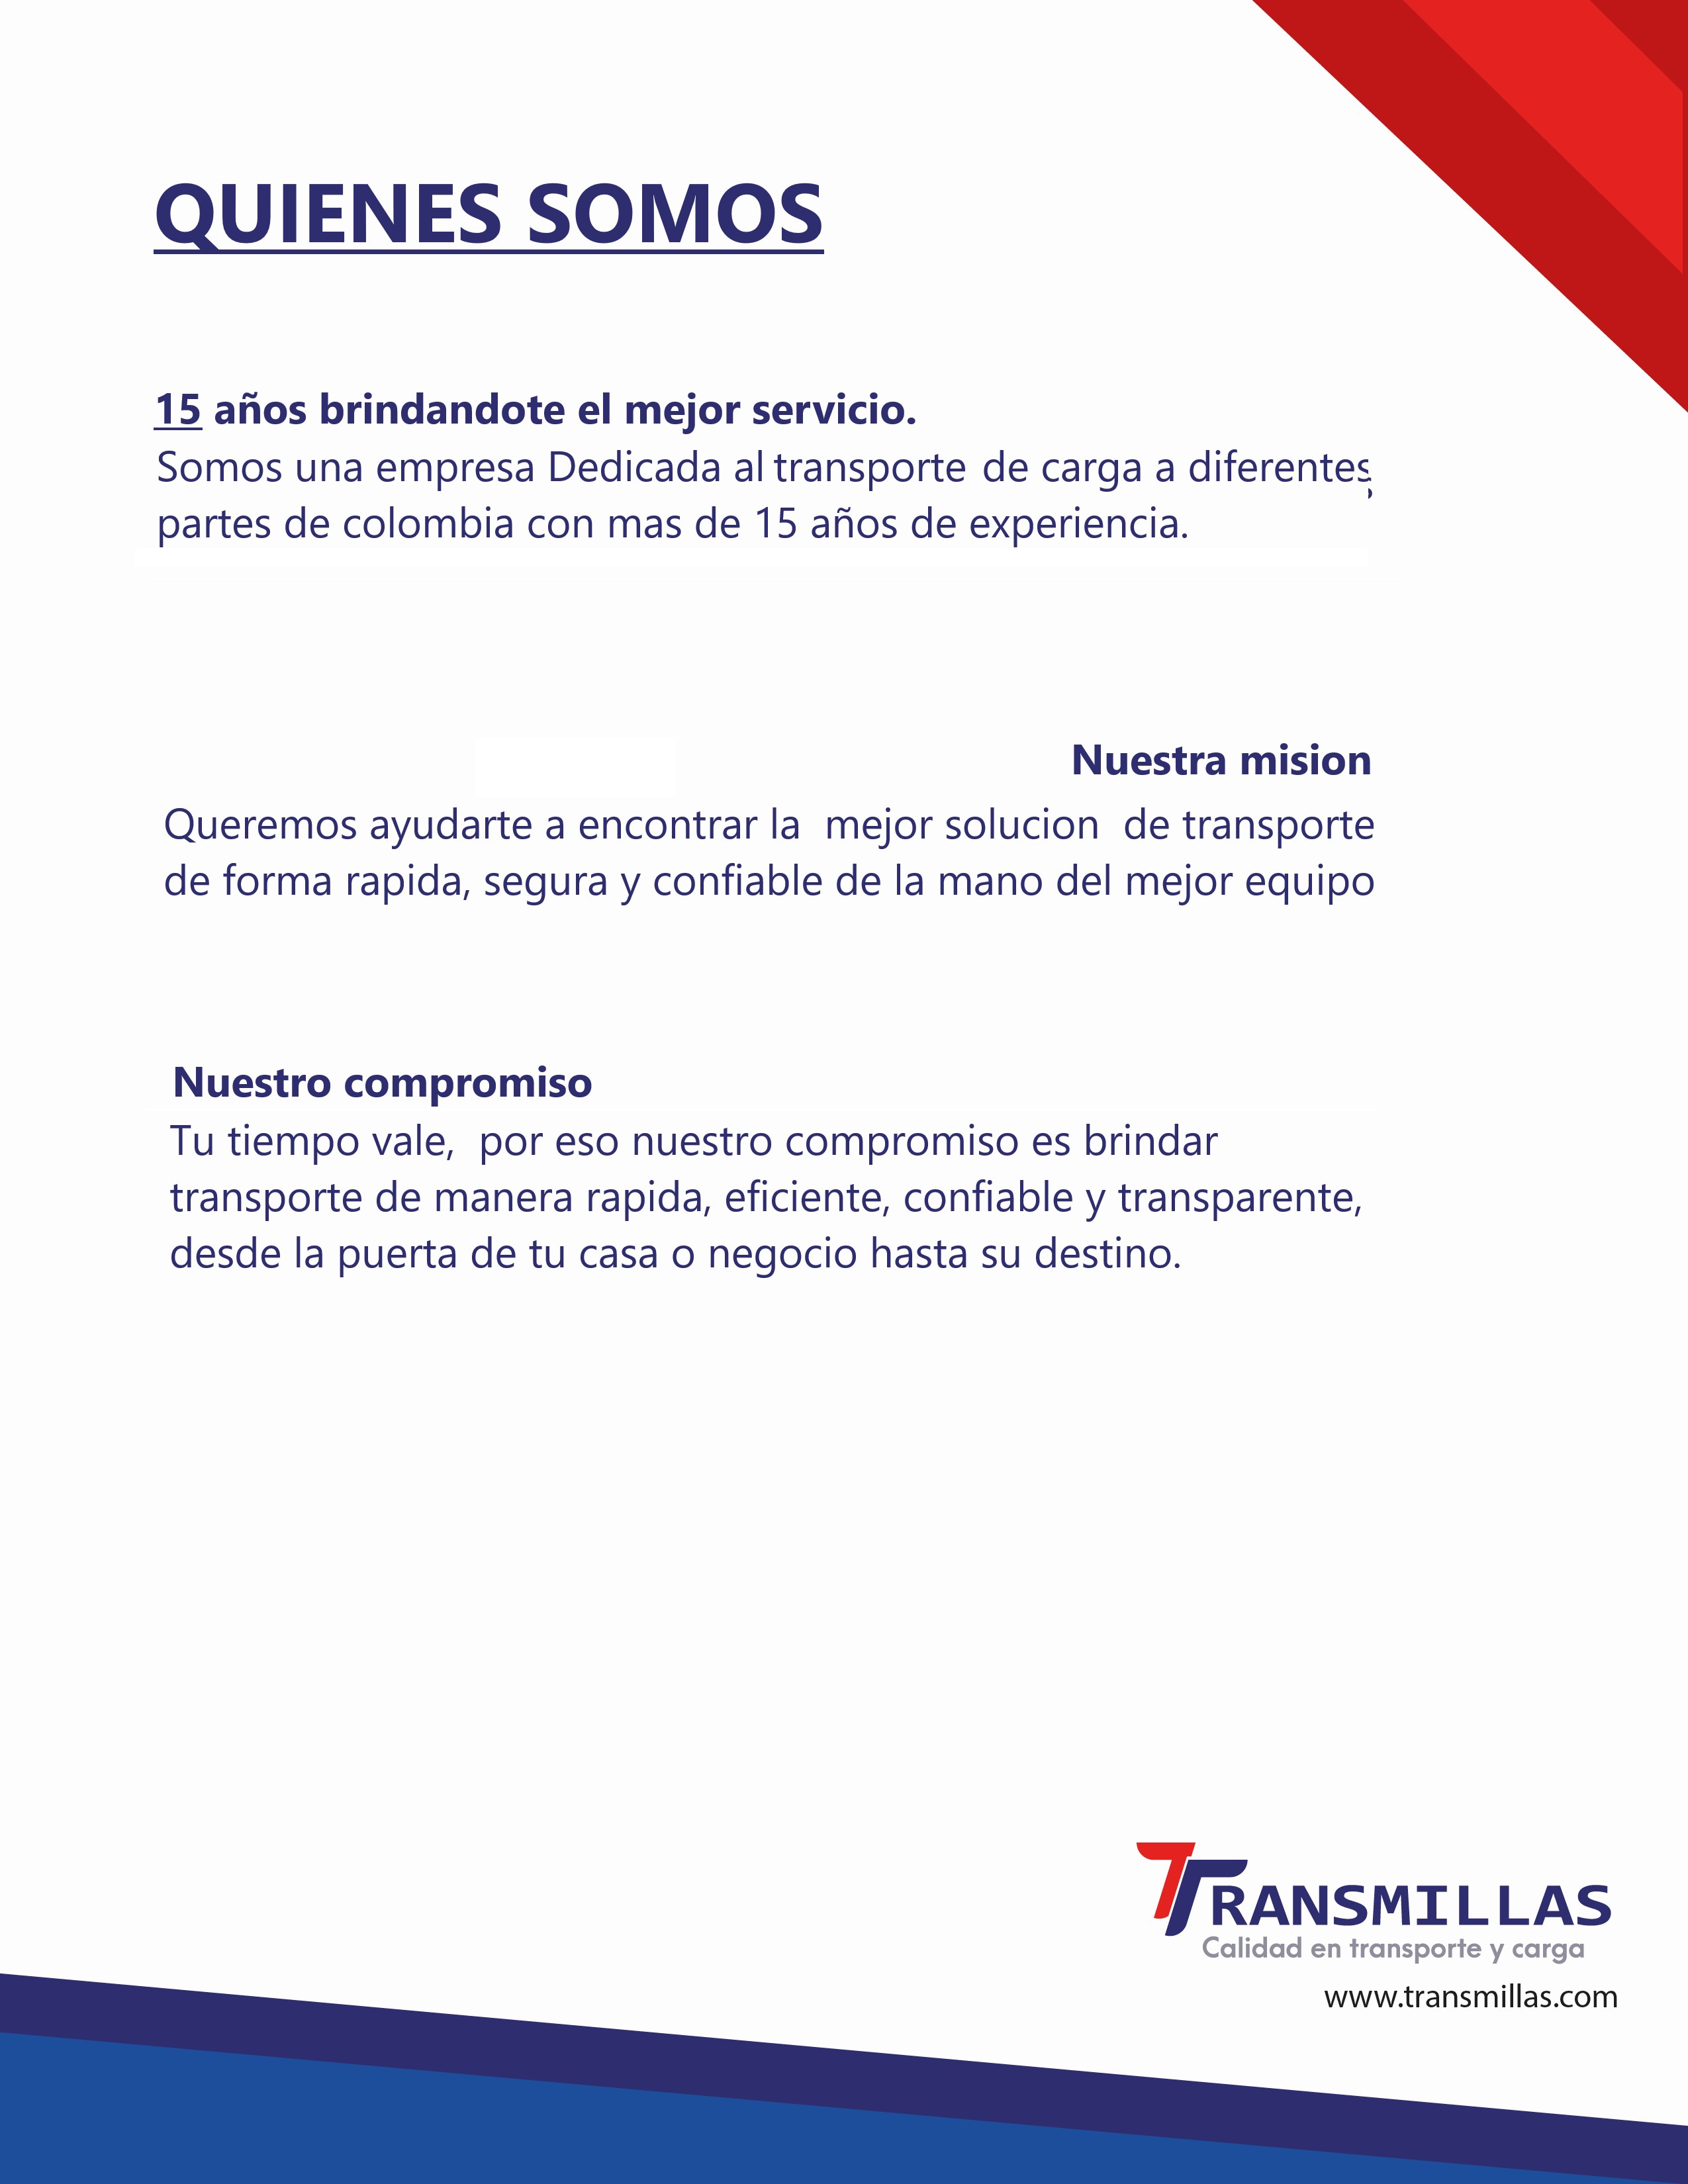 QUIENES SOMOS
15 años brindandote el mejor servicio.
Somos una empresa Dedicada al transporte de carga a diferentes
partes de colombia con mas de 15 años de experiencia.
Nuestra mision
Queremos ayudarte a encontrar la mejor solucion de transporte
de forma rapida, segura y confiable de la mano del mejor equipo
Nuestro compromiso
Tu tiempo vale, por eso nuestro compromiso es brindar
transporte de manera rapida, eficiente, confiable y transparente,
desde la puerta de tu casa o negocio hasta su destino.
TRANSMILLAS
Calidad en transporte y carga
www.transmillas.com